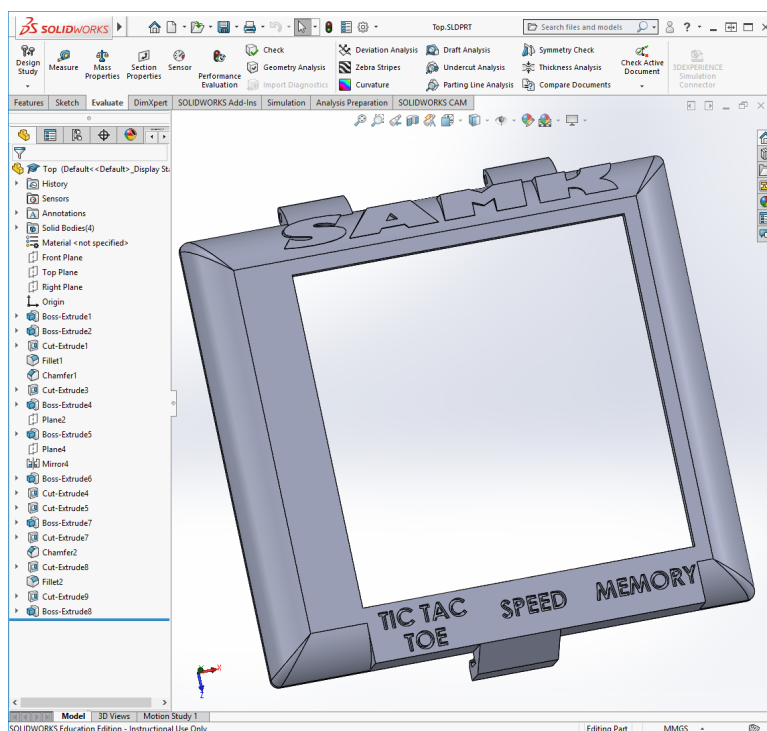 SOLIDWORKS
Top.SLDPRT
Search files and models
Design Study
Measure
Mass Properties
Section Properties
Sensor
Performance Evaluation
Check
Geometry Analysis
Import Diagnostics
Deviation Analysis
Zebra Stripes
Curvature
Draft Analysis
Undercut Analysis
Parting Line Analysis
Symmetry Check
Thickness Analysis
Compare Documents
Check Active Document
3DEXPERIENCE Simulation Connector
Features Sketch Evaluate DimXpert SOLIDWORKS Add-Ins Simulation Analysis Preparation SOLIDWORKS CAM
Top (Default<<Default>_Display Sta
History
Sensors
Annotations
Solid Bodies(4)
Material <not specified>
Front Plane
Top Plane
Right Plane
Origin
Boss-Extrude1
Boss-Extrude2
Cut-Extrude1
Fillet1
Chamfer1
Cut-Extrude3
Boss-Extrude4
Plane2
Boss-Extrude5
Plane4
Mirror4
Boss-Extrude6
Cut-Extrude4
Cut-Extrude5
Boss-Extrude7
Cut-Extrude7
Chamfer2
Cut-Extrude8
Fillet2
Cut-Extrude9
Boss-Extrude8
SAMK
TIC TAC
TOE
SPEED
MEMORY
X
Z
Model 3D Views Motion Study 1
SOLIDWORKS Education Edition - Instructional Use Only
Editing Part
MMGS